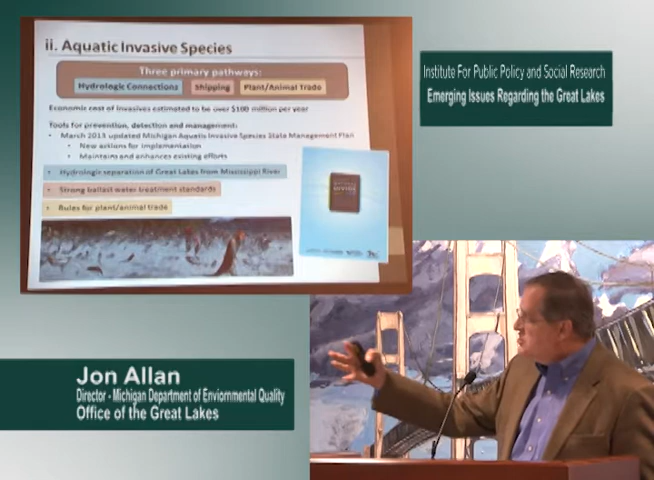 ii. Aquatic Invasive Species
Three primary pathways:
Hydrologic Connections Shipping Plant/Animal Trade
Economic cost of invasives estimated to be over $100 million per year
Tools for prevention, detection and management:
• March 2013 updated Michigan Aquatic Invasive Species State Management Plan
• New actions for implementation
• Maintains and enhances existing efforts
• Hydrologic separation of Great Lakes from Mississippi River
• Strong ballast water treatment standards
• Rules for plant/animal trade
Institute For Public Policy and Social Research
Emerging Issues Regarding the Great Lakes
Jon Allan
Director - Michigan Department of Enviornmental Quality
Office of the Great Lakes